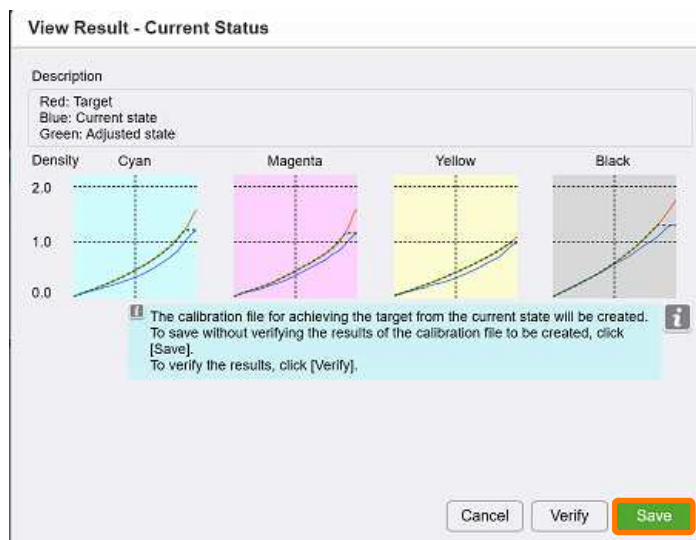 View Result - Current Status
Description
Red: Target
Blue: Current state
Green: Adjusted state
Density Cyan Magenta Yellow Black
2.0
1.0
0.0
i The calibration file for achieving the target from the current state will be created. i
To save without verifying the results of the calibration file to be created, click
[Save].
To verify the results, click [Verify].
Cancel Verify Save